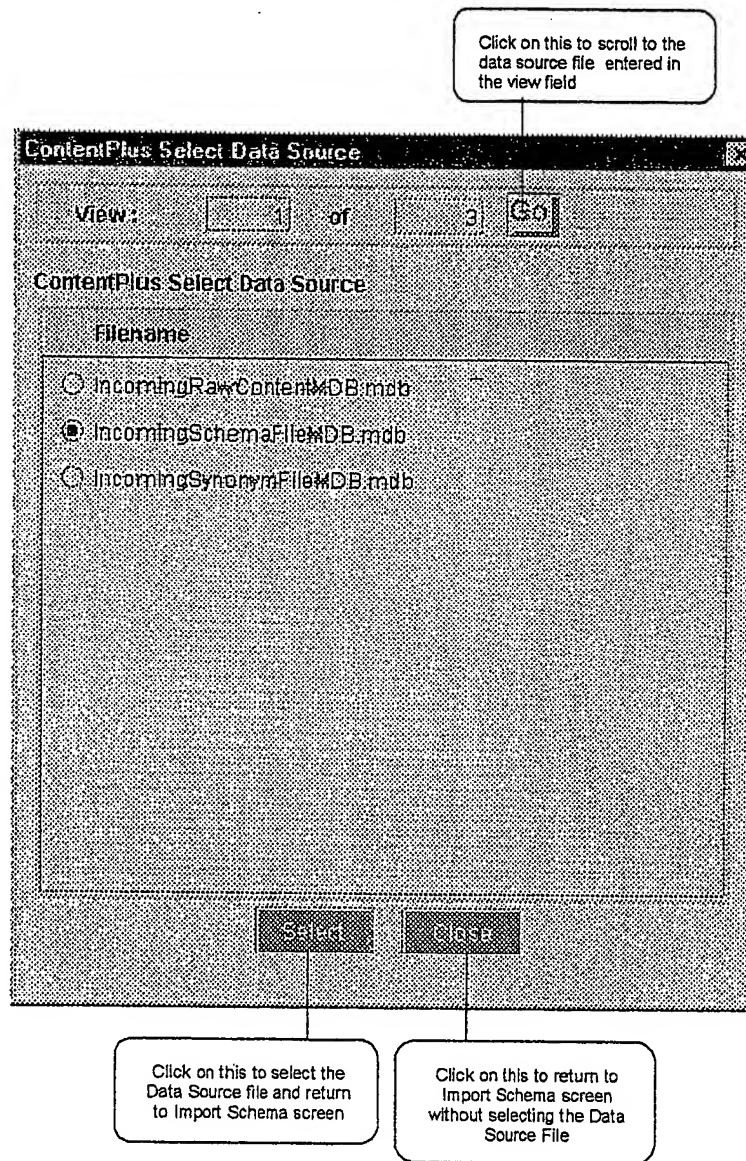 Click on this to scroll to the
data source file entered in
the view field
ContentPlus Select Data Source
View: 1 of 3 Go
ContentPlus Select Data Source
Filename
IncomingRawContentMDB.mdb
IncomingSchemaFileMDB.mdb
IncomingSynonymFileMDB.mdb
Select Close
Click on this to select the
Data Source file and return
to Import Schema screen
Click on this to return to
Import Schema screen
without selecting the Data
Source File